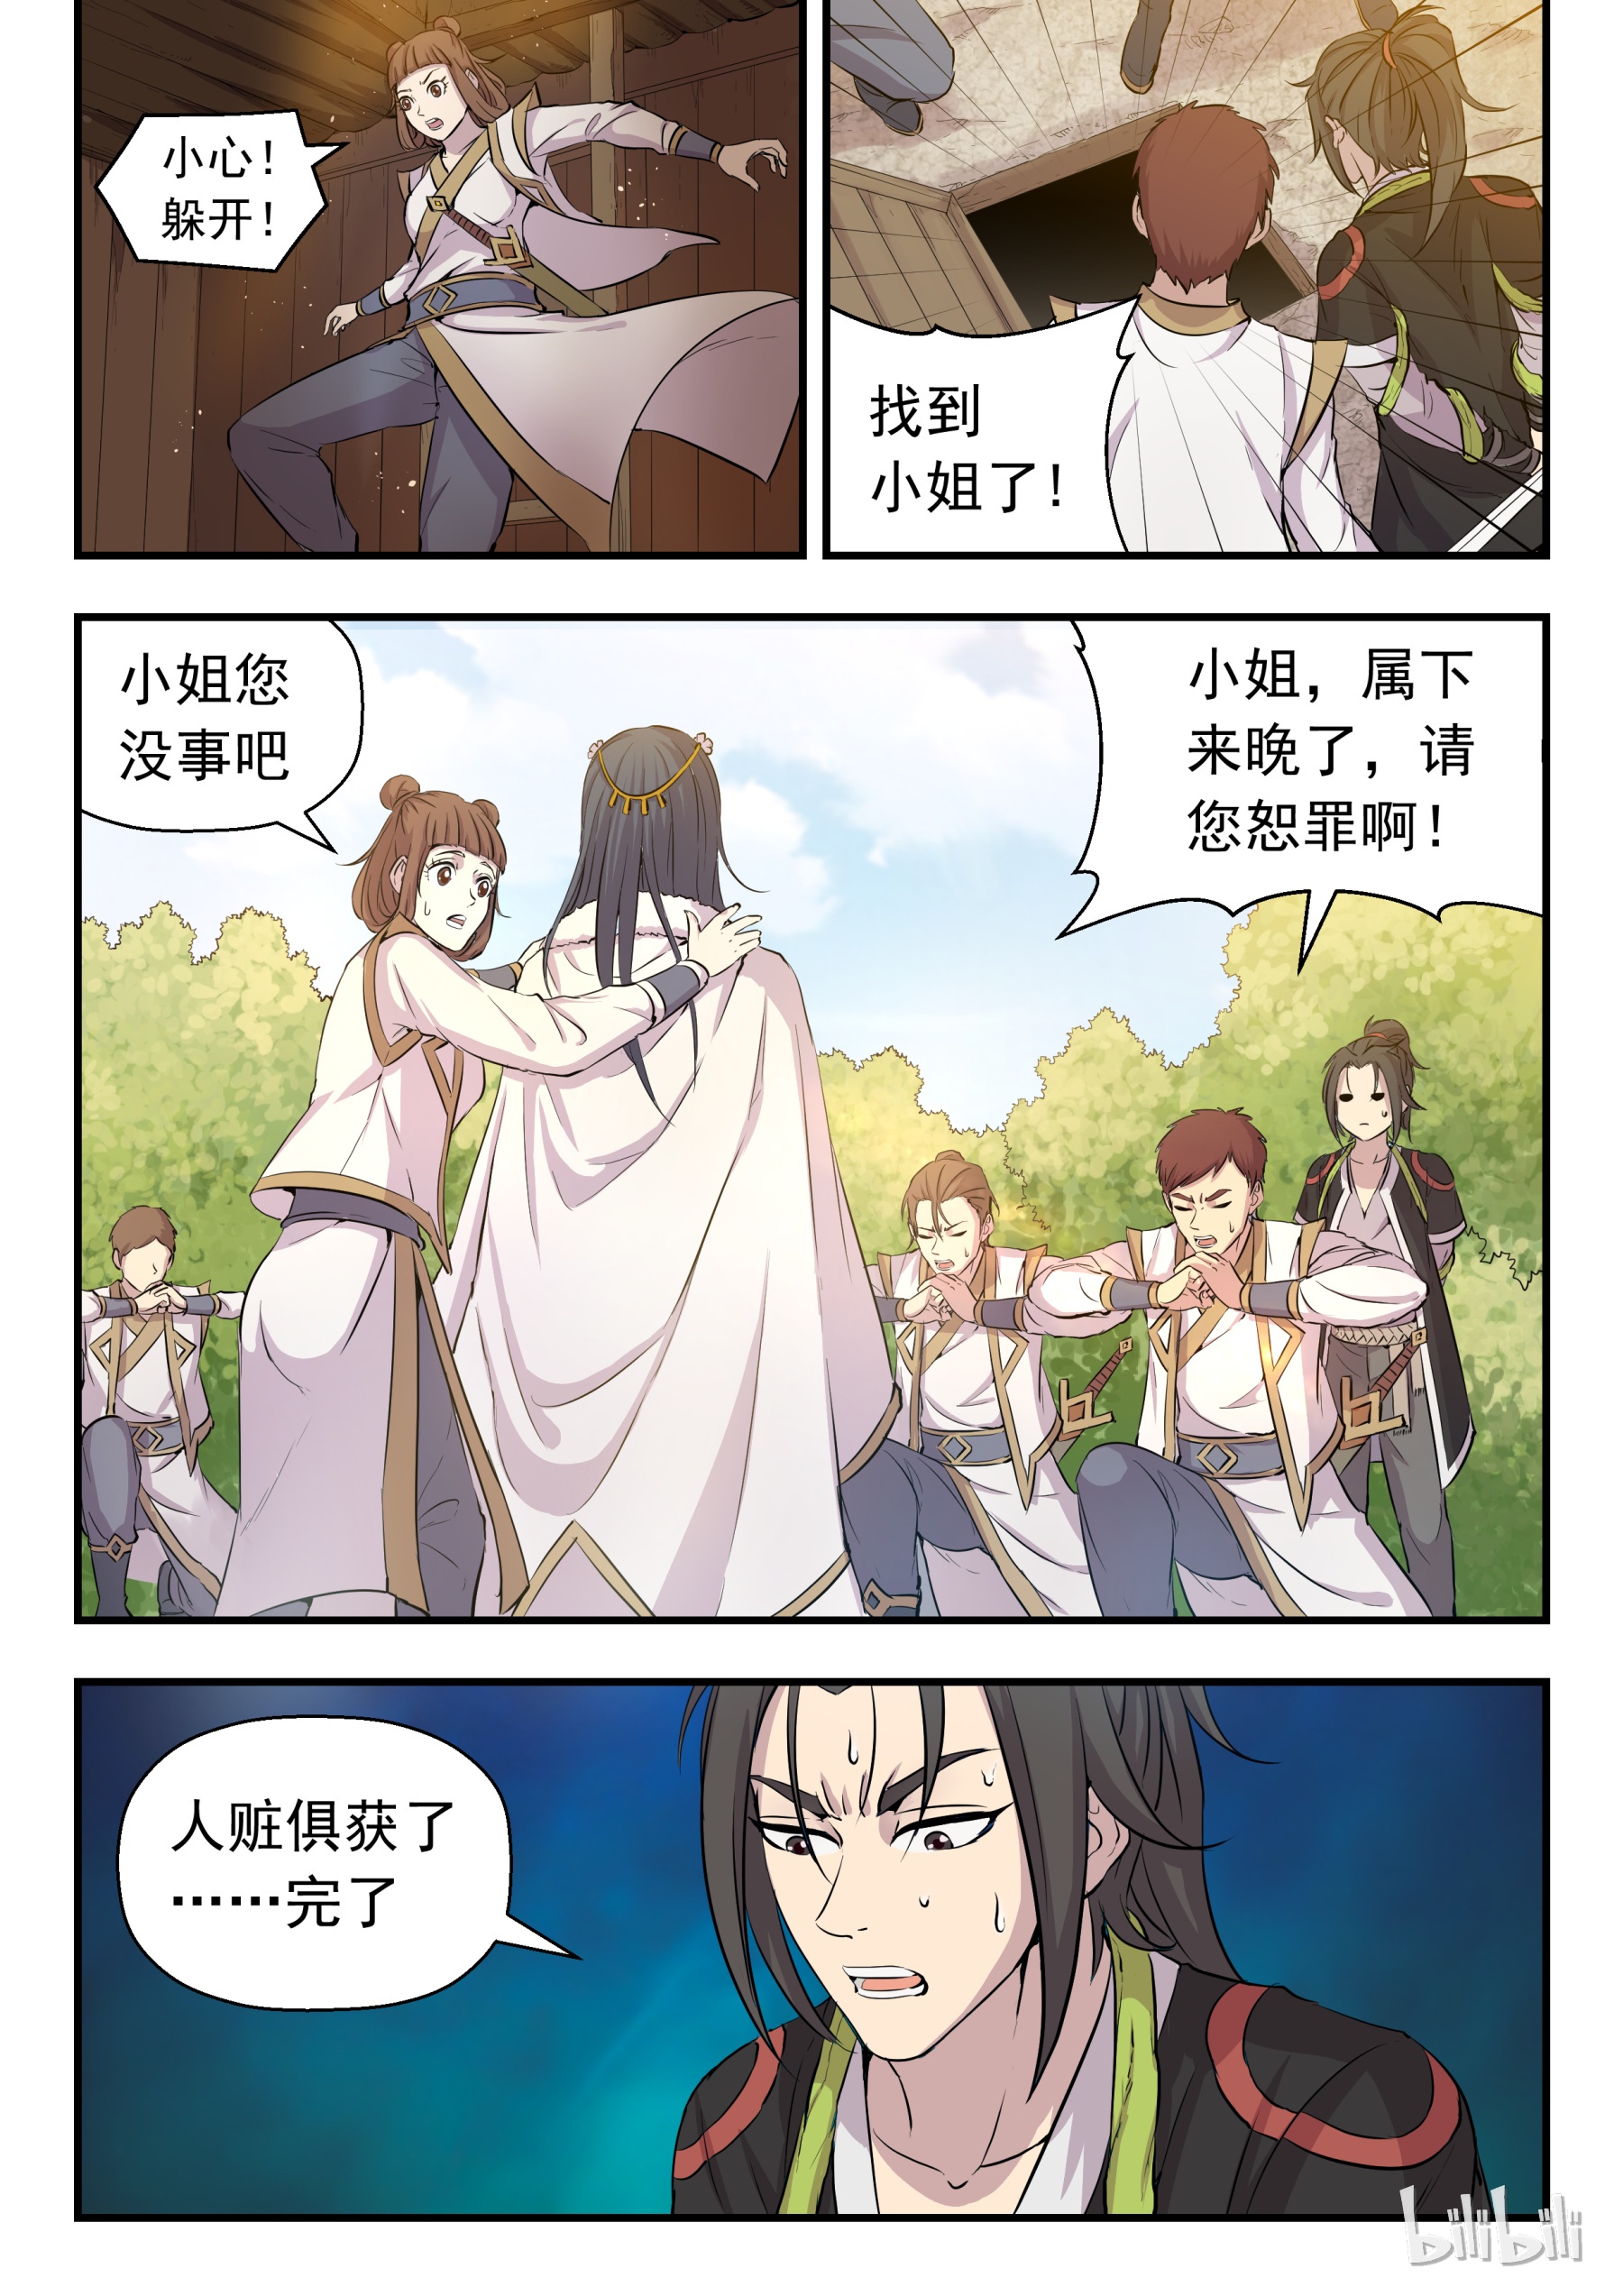 小心！
躲开！
找到
小姐了！
小姐您
没事吧
小姐，属下
来晚了，请
您恕罪啊！
人赃俱获了
……完了
bilibili